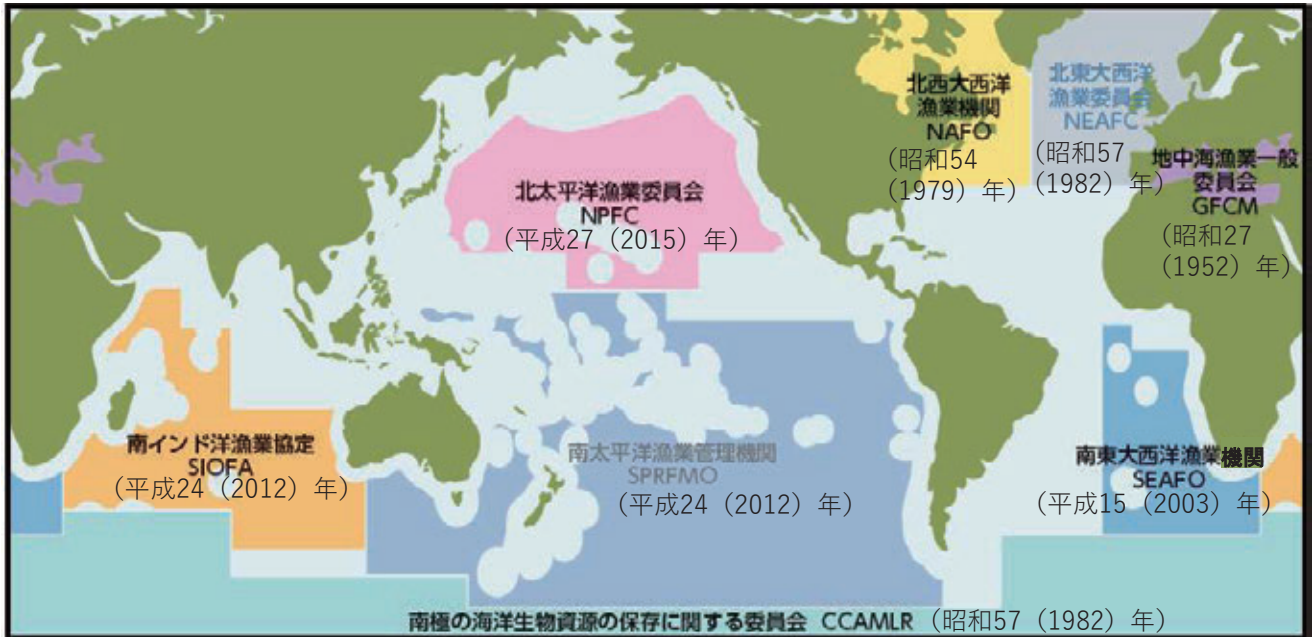 北西大西洋
漁業機関
NAFO
(昭和54
(1979)年)
北東大西洋
漁業委員会
NEAFC
(昭和57
(1982)年)
地中海漁業一般
委員会
GFCM
(昭和27
(1952)年)
北太平洋漁業委員会
NPFC
(平成27(2015)年)
南インド洋漁業協定
SIOFA
(平成24(2012)年)
南太平洋漁業管理機関
SPRFMO
(平成24(2012)年)
南東大西洋漁業機関
SEAFO
(平成15(2003)年)
南極の海洋生物資源の保存に関する委員会 CCAMLR(昭和57(1982)年)